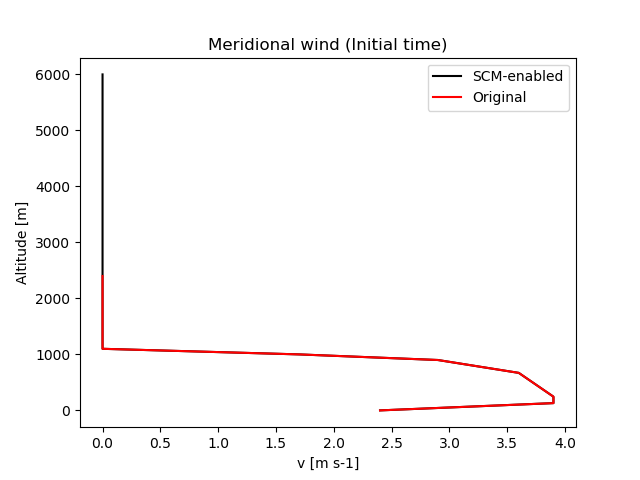 Meridional wind (Initial time)
SCM-enabled
Original
6000
5000
4000
3000
2000
1000
0
Altitude [m]
0.0 0.5 1.0 1.5 2.0 2.5 3.0 3.5 4.0
v [m s-1]